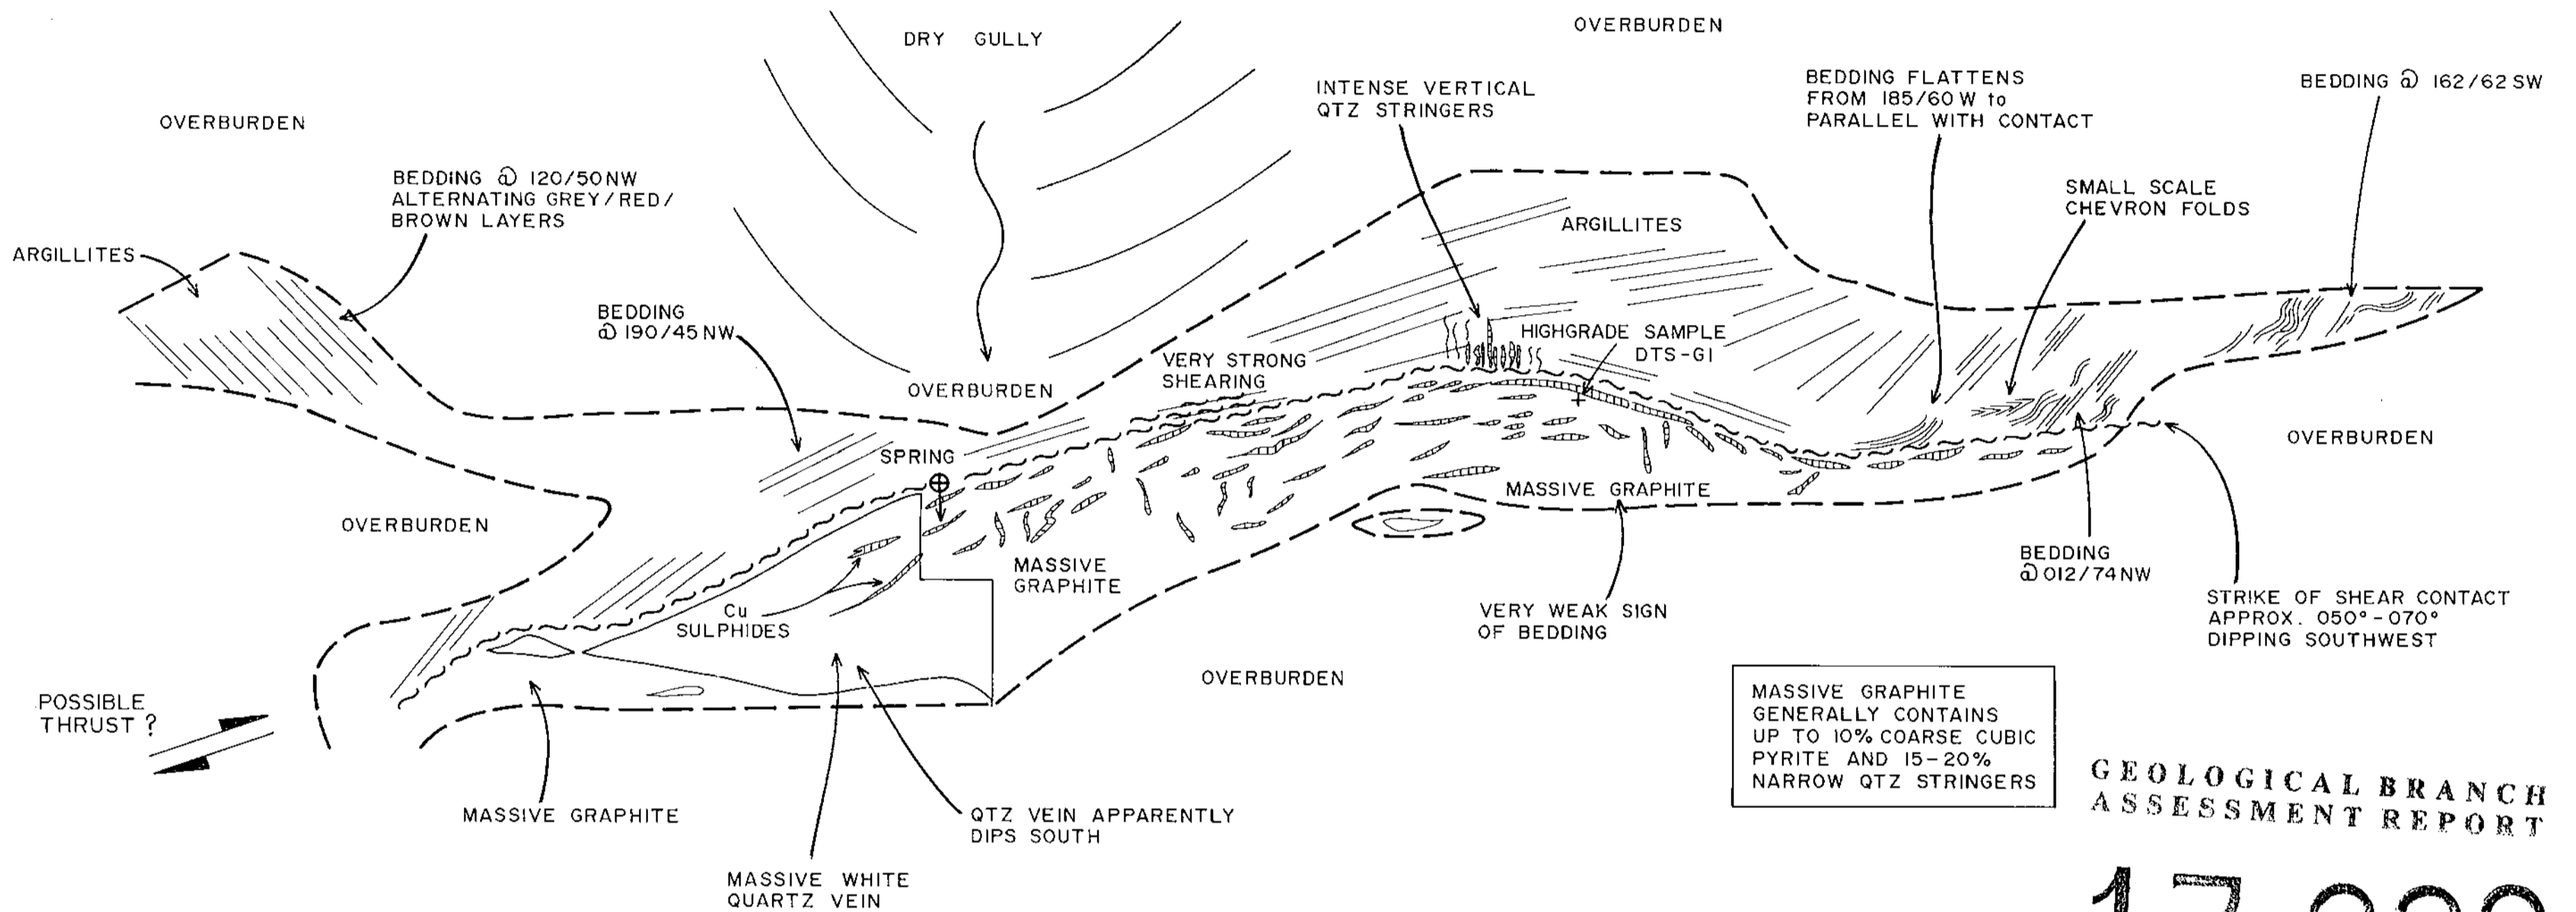 OVERBURDEN
DRY GULLY
OVERBURDEN
INTENSE VERTICAL
QTZ STRINGERS
BEDDING FLATTENS
FROM 185/60 W to
PARALLEL WITH CONTACT
BEDDING @ 162/62 SW
BEDDING @ 120/50 NW
ALTERNATING GREY/RED/
BROWN LAYERS
SMALL SCALE
CHEVRON FOLDS
ARGILLITES
ARGILLITES
BEDDING
@ 190/45 NW
VERY STRONG
SHEARING
HIGHGRADE SAMPLE
DTS-G1
OVERBURDEN
SPRING
OVERBURDEN
OVERBURDEN
MASSIVE GRAPHITE
MASSIVE
GRAPHITE
Cu
SULPHIDES
VERY WEAK SIGN
OF BEDDING
BEDDING
@ 012/74 NW
STRIKE OF SHEAR CONTACT
APPROX. 050°-070°
DIPPING SOUTHWEST
OVERBURDEN
POSSIBLE
THRUST ?
MASSIVE GRAPHITE
QTZ VEIN APPARENTLY
DIPS SOUTH
MASSIVE WHITE
QUARTZ VEIN
MASSIVE GRAPHITE
GENERALLY CONTAINS
UP TO 10% COARSE CUBIC
PYRITE AND 15-20%
NARROW QTZ STRINGERS
GEOLOGICAL BRANCH
ASSESSMENT REPORT